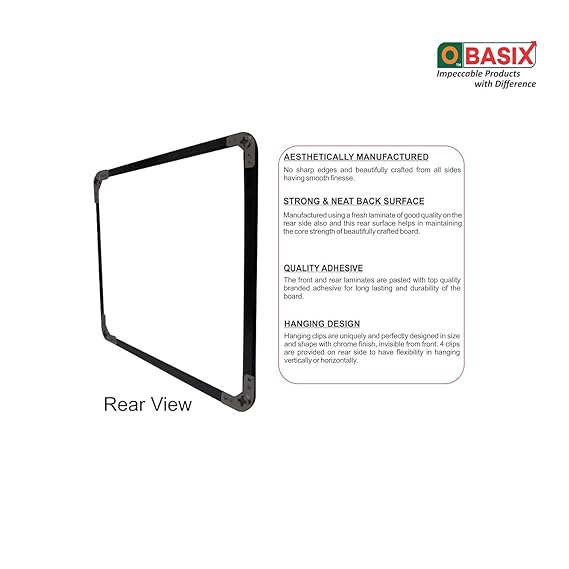 O BASIX
TM
Impeccable Products
with Difference
AESTHETICALLY MANUFACTURED
No sharp edges and beautifully crafted from all sides
having smooth finesse.
STRONG & NEAT BACK SURFACE
Manufactured using a fresh laminate of good quality on the
rear side also and this rear surface helps in maintaining
the core strength of beautifully crafted board.
QUALITY ADHESIVE
The front and rear laminates are pasted with top quality
branded adhesive for long lasting and durability of the
board.
HANGING DESIGN
Hanging clips are uniquely and perfectly designed in size
and shape with chrome finish, invisible from front. 4 clips
are provided on rear side to have flexibility in hanging
vertically or horizontally.
Rear View